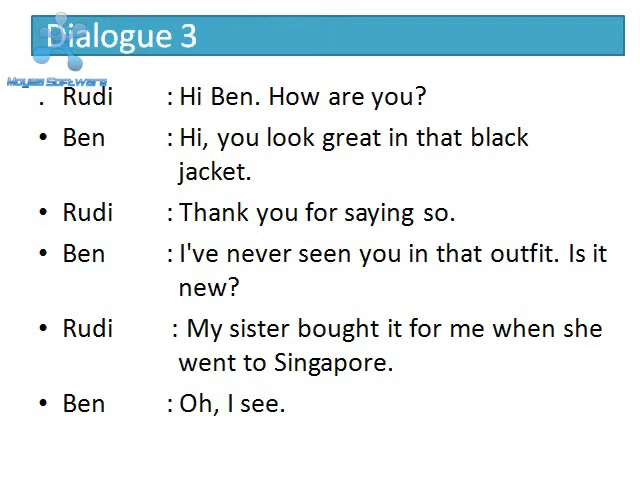 Dialogue 3
Moyea Software
. Rudi : Hi Ben. How are you?
• Ben : Hi, you look great in that black
jacket.
• Rudi : Thank you for saying so.
• Ben : I've never seen you in that outfit. Is it
new?
• Rudi : My sister bought it for me when she
went to Singapore.
• Ben : Oh, I see.